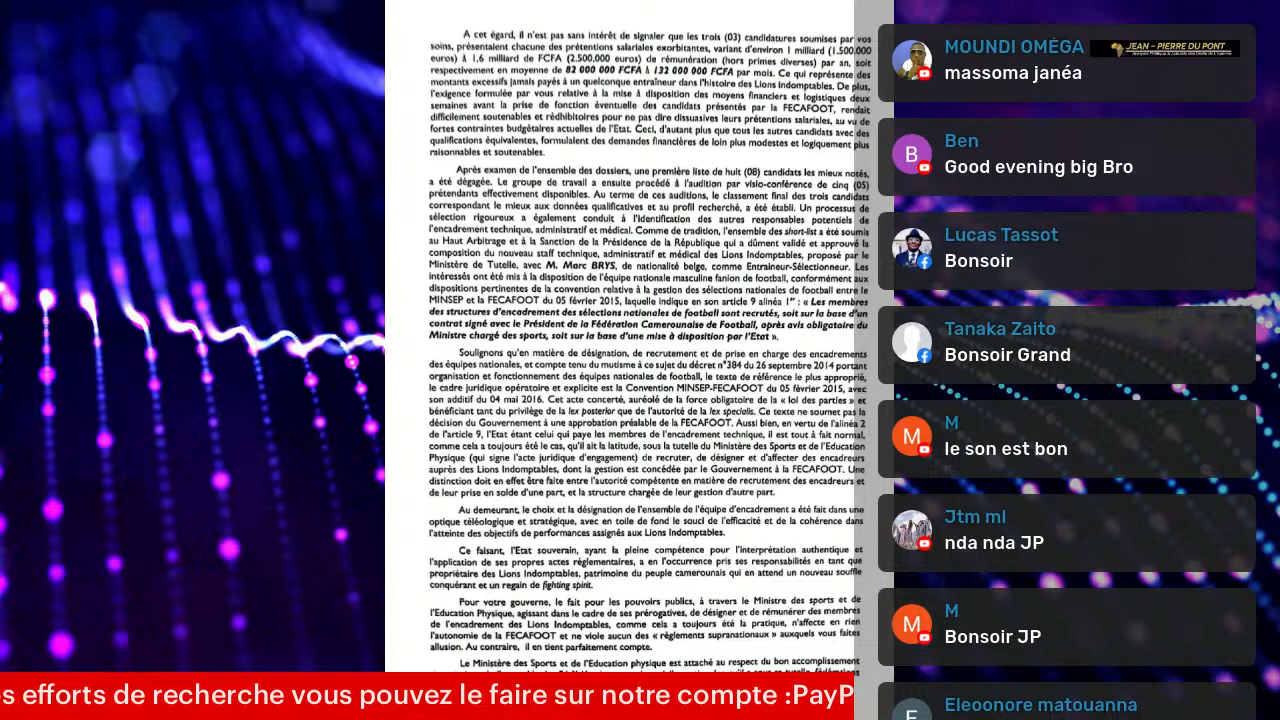 A cet égard, il n'est pas sans intérêt de signaler que les trois (03) candidatures soumises par vos
soins, présentaient chacune des prétentions salariales exorbitantes, variant d'environ 1 milliard (1.500.000
euros) à 1,6 milliard de FCFA (2.500.000 euros) de rémunération (hors primes diverses) par an, soit
respectivement en moyenne de 82 000 000 FCFA à 132 000 000 FCFA par mois. Ce qui représente des
montants excessifs jamais payés à un quelconque entraîneur dans l'histoire des Lions Indomptables. De plus,
l'exigence formulée par vous relative à la mise à disposition des moyens financiers et logistiques deux
semaines avant la prise de fonction éventuelle des candidats présentés par la FECAFOOT, rendait
difficilement soutenables et rédhibitoires pour ne pas dire dissuasives leurs prétentions salariales, au vu de
fortes contraintes budgétaires actuelles de l'Etat. Ceci, d'autant plus que tous les autres candidats avec des
qualifications équivalentes, formulaient des demandes financières de loin plus modestes et logiquement plus
raisonnables et soutenables.
Après examen de l'ensemble des dossiers, une première liste de huit (08) candidats les mieux notés,
a été dégagée. Le groupe de travail a ensuite procédé à l'audition par visio-conférence de cinq (05)
prétendants effectivement disponibles. Au terme de ces auditions, le classement final des trois candidats
correspondant le mieux aux données qualificatives et au profil recherché, a été établi. Un processus de
sélection rigoureux a également conduit à l'identification des autres responsables potentiels de
l'encadrement technique, administratif et médical. Comme de tradition, l'ensemble des short-list a été soumis
au Haut Arbitrage et à la Sanction de la Présidence de la République qui a dûment validé et approuvé la
composition du nouveau staff technique, administratif et médical des Lions Indomptables, proposé par le
Ministère de Tutelle, avec M. Marc BRYS, de nationalité belge, comme Entraineur-Sélectionneur. Les
intéressés ont été mis à la disposition de l'équipe nationale masculine fanion de football, conformément aux
dispositions pertinentes de la convention relative à la gestion des sélections nationales de football entre le
MINSEP et la FECAFOOT du 05 février 2015, laquelle indique en son article 9 alinéa 1er : « Les membres
des structures d'encadrement des sélections nationales de football sont recrutés, soit sur la base d'un
contrat signé avec le Président de la Fédération Camerounaise de Football, après avis obligatoire du
Ministre chargé des sports, soit sur la base d'une mise à disposition par l'Etat ».
Soulignons qu'en matière de désignation, de recrutement et de prise en charge des encadrements
des équipes nationales, et compte tenu du mutisme à ce sujet du décret n°384 du 26 septembre 2014 portant
organisation et fonctionnement des équipes nationales de football, le texte de référence le plus approprié,
le cadre juridique opératoire et explicite est la Convention MINSEP-FECAFOOT du 05 février 2015, avec
son additif du 04 mai 2016. Cet acte concerté, auréolé de la force obligatoire de la « loi des parties » et
bénéficiant tant du privilège de la lex posterior que de l'autorité de la lex specialis. Ce texte ne soumet pas la
décision du Gouvernement à une approbation préalable de la FECAFOOT. Aussi bien, en vertu de l'alinéa 2
de l'article 9, l'Etat étant celui qui paye les membres de l'encadrement technique, il est tout à fait normal,
comme cela a toujours été le cas, qu'il ait la latitude, sous la tutelle du Ministère des Sports et de l'Education
Physique (qui signe l'acte juridique d'engagement) de recruter, de désigner et d'affecter des encadreurs
auprès des Lions Indomptables, dont la gestion est concédée par le Gouvernement à la FECAFOOT. Une
distinction doit en effet être faite entre l'autorité compétente en matière de recrutement des encadreurs et
de leur prise en solde d'une part, et la structure chargée de leur gestion d'autre part.
Au demeurant, le choix et la désignation de l'ensemble de l'équipe d'encadrement a été fait dans une
optique téléologique et stratégique, avec en toile de fond le souci de l'efficacité et de la cohérence dans
l'atteinte des objectifs de performances assignés aux Lions Indomptables.
Ce faisant, l'Etat souverain, ayant la pleine compétence pour l'interprétation authentique et
l'application de ses propres actes réglementaires, a en l'occurrence pris ses responsabilités en tant que
propriétaire des Lions Indomptables, patrimoine du peuple camerounais qui en attend un nouveau souffle
conquérant et un regain de fighting spirit.
Pour votre gouverne, le fait pour les pouvoirs publics, à travers le Ministre des sports et de
l'Education Physique, agissant dans le cadre de ses prérogatives, de désigner et de rémunérer des membres
de l'encadrement des Lions Indomptables, comme cela a toujours été la pratique, n'affecte en rien
l'autonomie de la FECAFOOT et ne viole aucun des « règlements supranationaux » auxquels vous faites
allusion. Au contraire, il en tient parfaitement compte.
Le Ministère des Sports et de l'Education physique est attaché au respect du bon accomplissement
s efforts de recherche vous pouvez le faire sur notre compte :PayP
MOUNDI OMÉGA
JEAN - PIERRE DU PONT
massoma janéa
B
Ben
Good evening big Bro
Lucas Tassot
Bonsoir
Tanaka Zaito
Bonsoir Grand
M
M
le son est bon
Jtm ml
nda nda JP
M
M
Bonsoir JP
E
Eleoonore matouanna